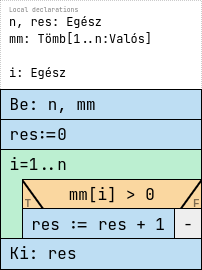 Local declarations
n, res: Egész
mm: Tömb[1..n:Valós]
i: Egész
Be: n, mm
res:=0
i=1..n
mm[i] > 0
T
F
res := res + 1
-
Ki: res